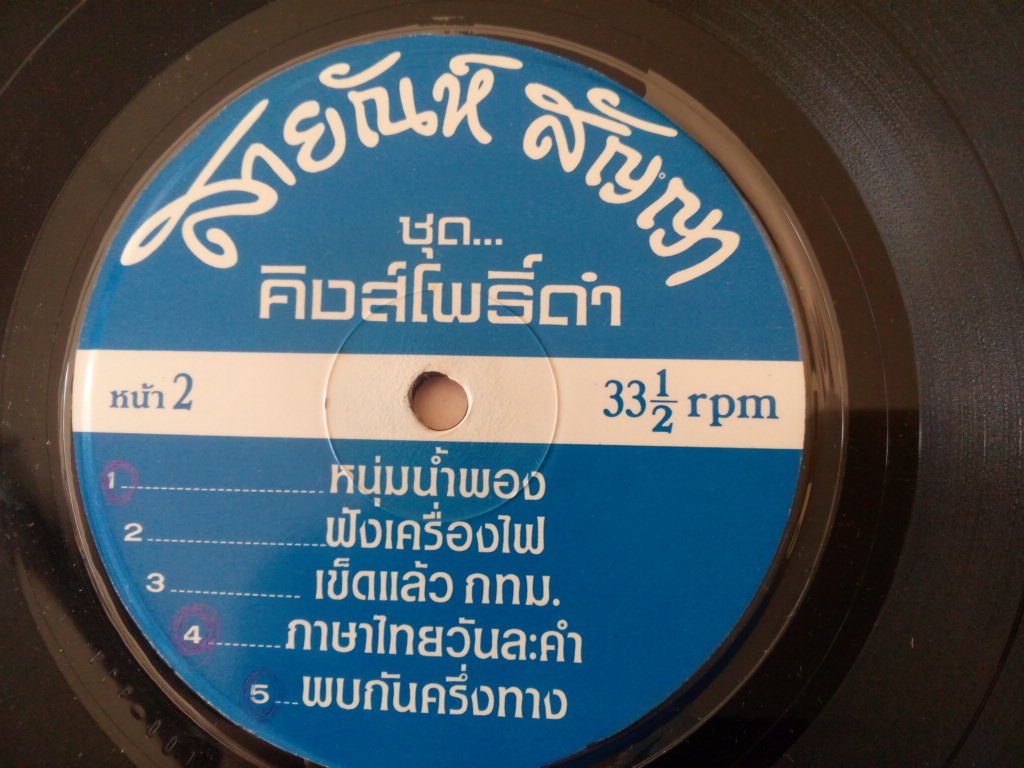 สายัณห์ สัญญา
ชุด...
คิงส์โพธิ์ดำ
หน้า 2
33 1/2 rpm
1 หนุ่มน้ำพอง
2 ฟังเครื่องไฟ
3 เข็ดแล้ว กทม.
4 ภาษาไทยวันละคำ
5 พบกันครึ่งทาง